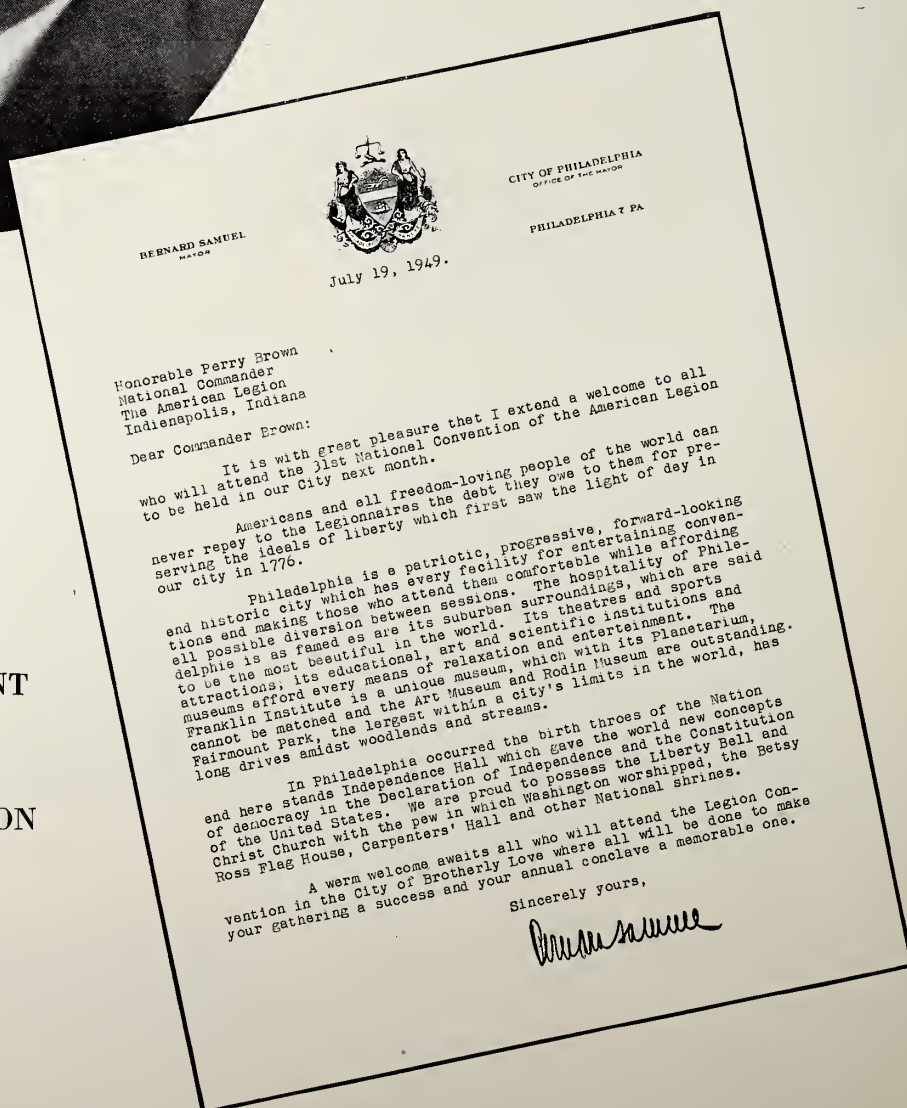 BERNARD SAMUEL
MAYOR
CITY OF PHILADELPHIA
OFFICE OF THE MAYOR
PHILADELPHIA 7 PA
July 19, 1949.
Honorable Perry Brown
National Commander
The American Legion
Indianapolis, Indiana
Dear Commander Brown:
It is with great pleasure that I extend a welcome to all
who will attend the 31st National Convention of the American Legion
to be held in our City next month.
Americans and all freedom-loving people of the world can
never repay to the Legionnaires the debt they owe to them for pre-
serving the ideals of liberty which first saw the light of day in
our city in 1776.
Philadelphia is a patriotic, progressive, forward-looking
and historic city which has every facility for entertaining conven-
tions and making those who attend them comfortable while affording
all possible diversion between sessions. The hospitality of Phila-
delphia is as famed as are its suburban surroundings, which are said
to be the most beautiful in the world. Its theatres and sports
attractions; its educational, art and scientific institutions and
museums afford every means of relaxation and entertainment. The
Franklin Institute is a unique museum, which with its Planetarium,
cannot be matched and the Art Museum and Rodin Museum are outstanding.
Fairmount Park, the largest within a city's limits in the world, has
long drives amidst woodlands and streams.
In Philadelphia occurred the birth throes of the Nation
and here stands Independence Hall which gave the world new concepts
of democracy in the Declaration of Independence and the Constitution
of the United States. We are proud to possess the Liberty Bell and
Christ Church with the pew in which Washington worshipped, the Betsy
Ross Flag House, Carpenters' Hall and other National shrines.
A warm welcome awaits all who will attend the Legion Con-
vention in the City of Brotherly Love where all will be done to make
your gathering a success and your annual conclave a memorable one.
Sincerely yours,
NT
ON